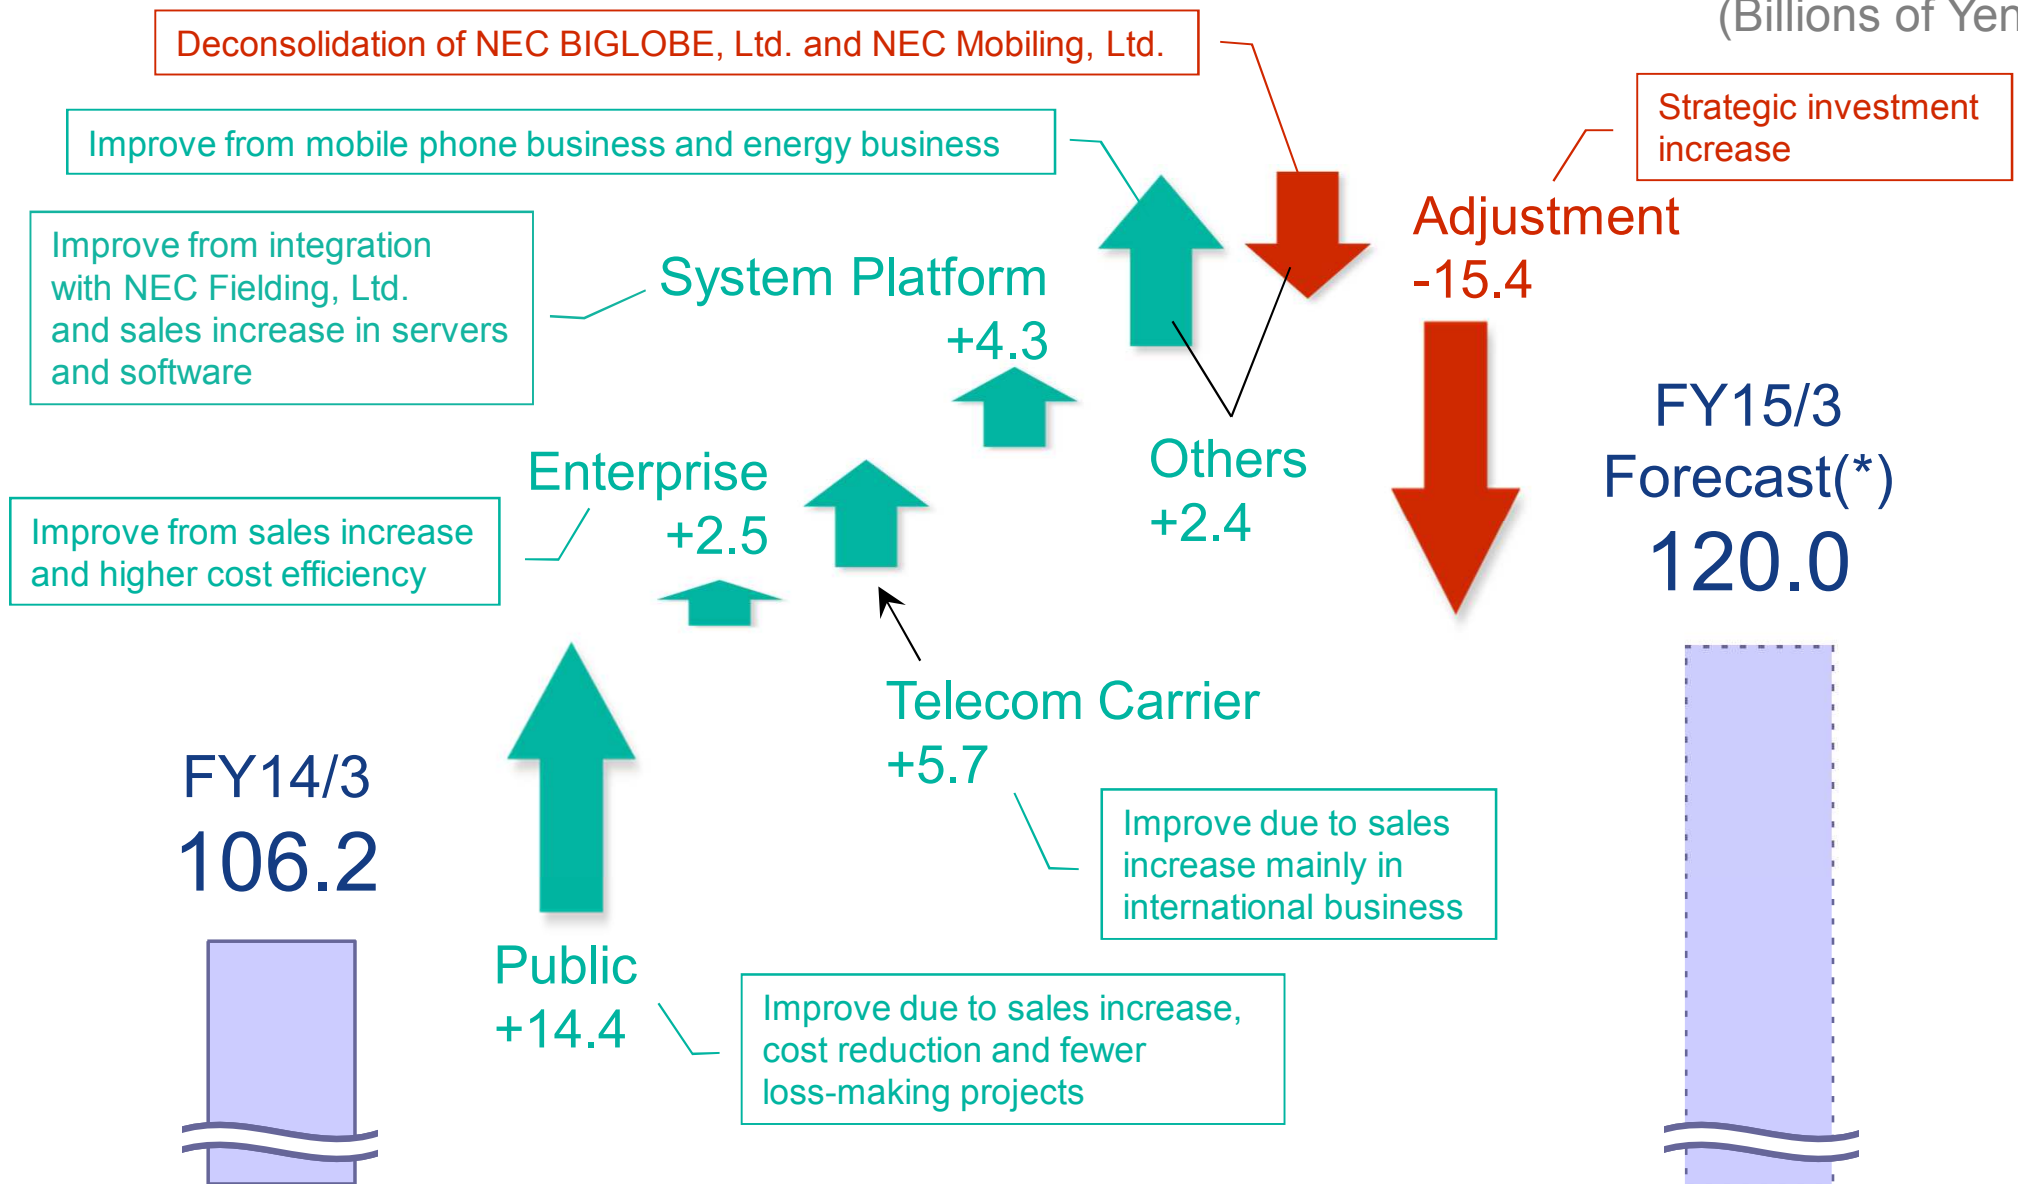 (Billions of Yen
Deconsolidation of NEC BIGLOBE, Ltd. and NEC Mobiling, Ltd.
Strategic investment
increase
Improve from mobile phone business and energy business
Adjustment
-15.4
Improve from integration
with NEC Fielding, Ltd.
and sales increase in servers
and software
System Platform
+4.3
Others
+2.4
FY15/3
Forecast(*)
120.0
Enterprise
+2.5
Improve from sales increase
and higher cost efficiency
Telecom Carrier
+5.7
Improve due to sales
increase mainly in
international business
FY14/3
106.2
Public
+14.4
Improve due to sales increase,
cost reduction and fewer
loss-making projects